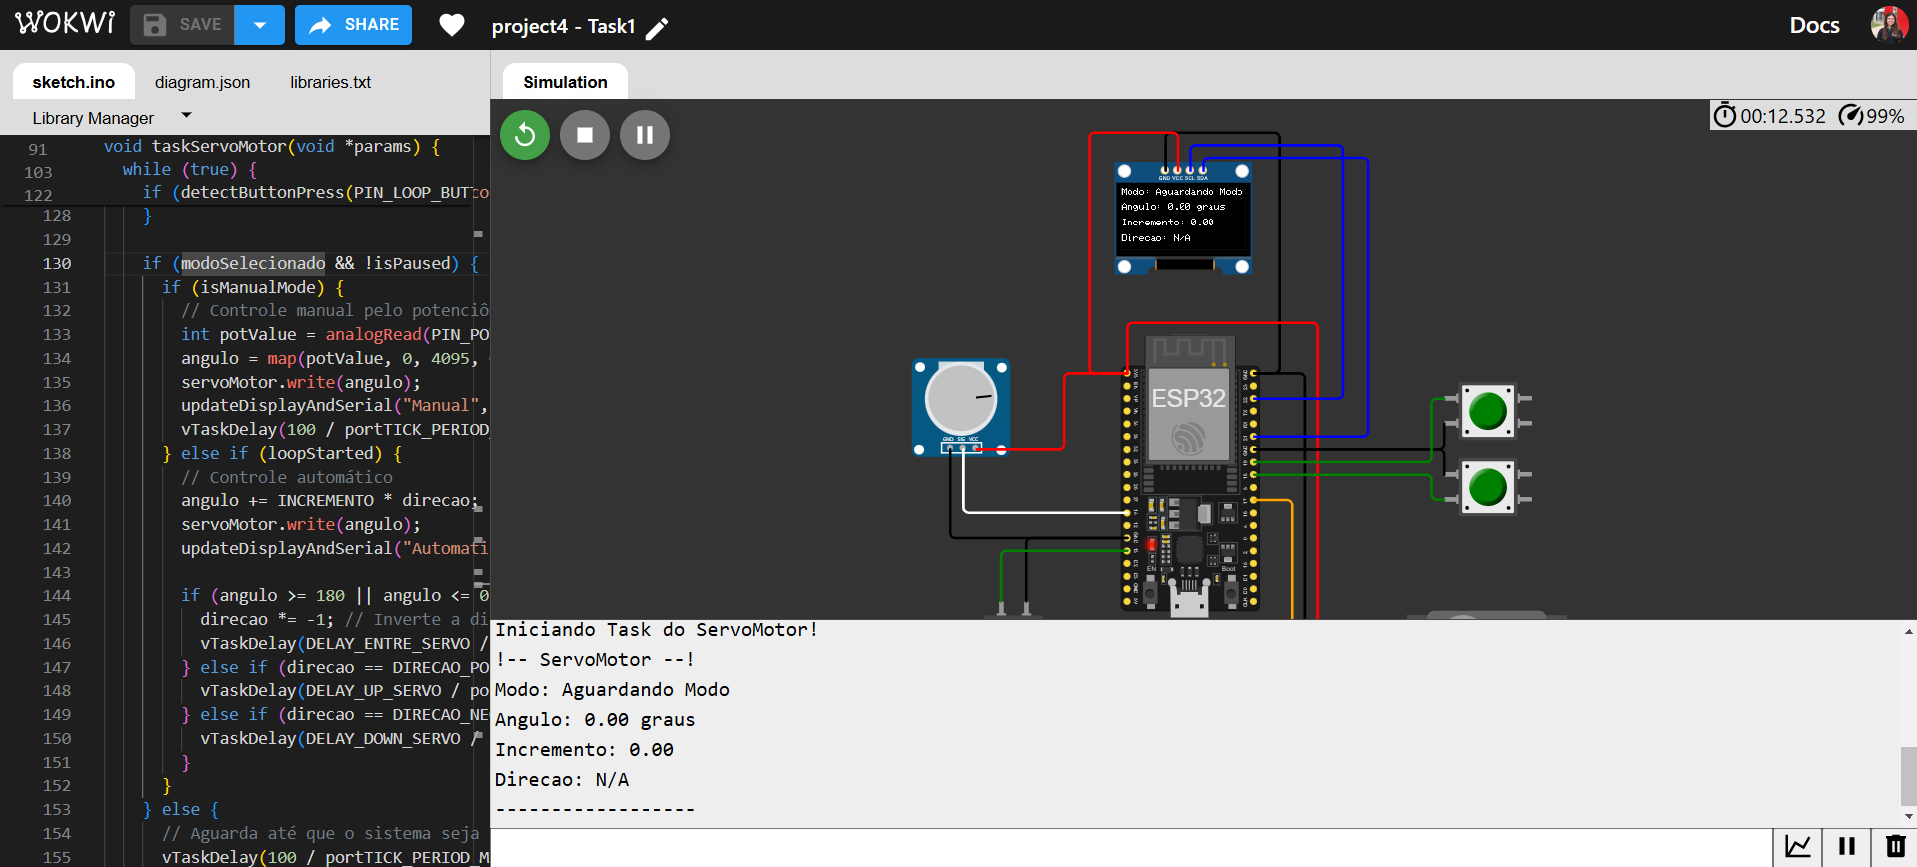 WOKWi
SAVE
SHARE
project4 - Task1
Docs
sketch.ino
diagram.json
libraries.txt
Simulation
Library Manager
00:12.532
99%
91 void taskServoMotor(void *params) {
103 while (true) {
122 if (detectButtonPress(PIN_LOOP_BUTTO
128 }
129
130 if (modoSelecionado && !isPaused) {
131 if (isManualMode) {
132 // Controle manual pelo potenciô
133 int potValue = analogRead(PIN_PO
134 angulo = map(potValue, 0, 4095,
135 servoMotor.write(angulo);
136 updateDisplayAndSerial("Manual",
137 vTaskDelay(100 / portTICK_PERIOD_
138 } else if (loopStarted) {
139 // Controle automático
140 angulo += INCREMENTO * direcao;
141 servoMotor.write(angulo);
142 updateDisplayAndSerial("Automati
143
144 if (angulo >= 180 || angulo <= 0
145 direcao *= -1; // Inverte a di
146 vTaskDelay(DELAY_ENTRE_SERVO /
147 } else if (direcao == DIRECAO_PO
148 vTaskDelay(DELAY_UP_SERVO / po
149 } else if (direcao == DIRECAO_NE
150 vTaskDelay(DELAY_DOWN_SERVO /
151 }
152 }
153 } else {
154 // Aguarda até que o sistema seja
155 vTaskDelay(100 / portTICK_PERIOD_M
GND VCC SCL SDA
Modo: Aguardando Modo
Angulo: 0.00 graus
Incremento: 0.00
Direcao: N/A
GND SIG VCC
ESP32
EN
Boot
Iniciando Task do ServoMotor!
!-- ServoMotor --!
Modo: Aguardando Modo
Angulo: 0.00 graus
Incremento: 0.00
Direcao: N/A
------------------